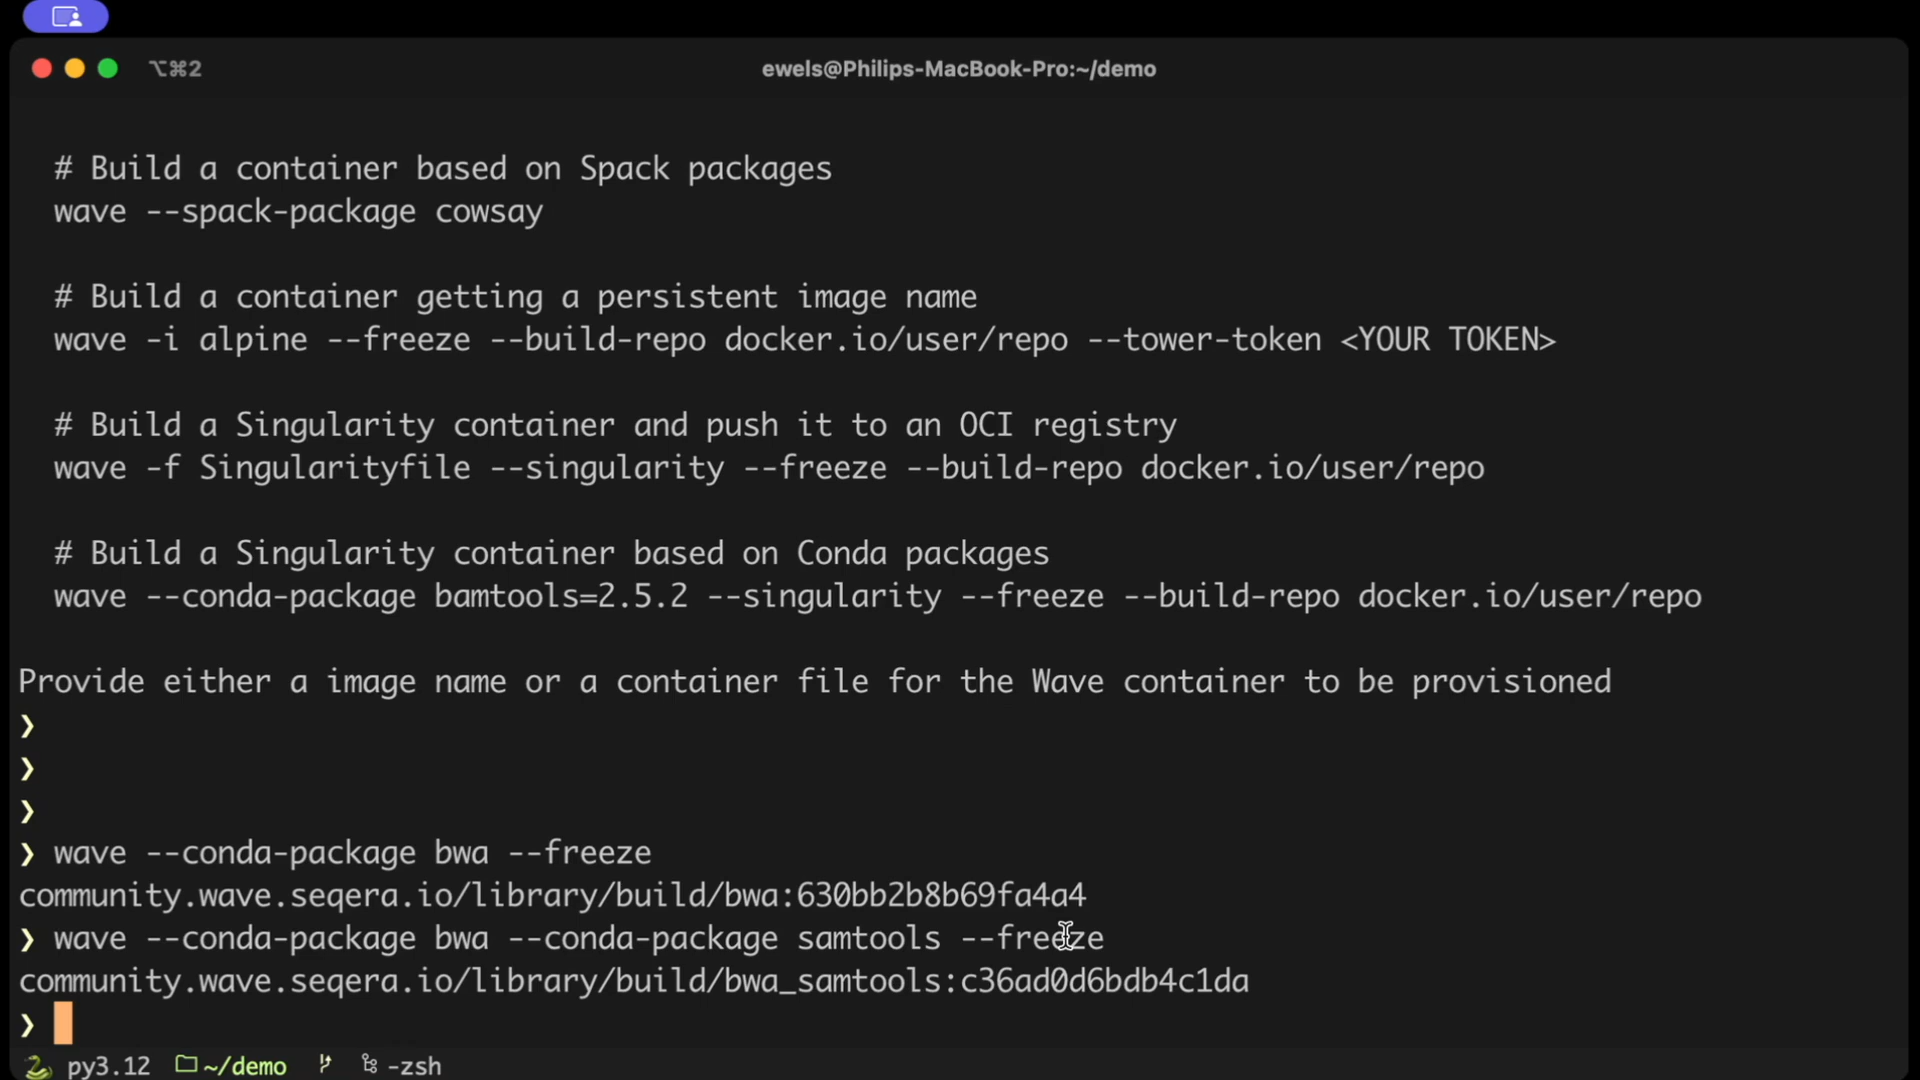 ⌥⌘2
ewels@Philips-MacBook-Pro:~/demo
# Build a container based on Spack packages
wave --spack-package cowsay
# Build a container getting a persistent image name
wave -i alpine --freeze --build-repo docker.io/user/repo --tower-token <YOUR TOKEN>
# Build a Singularity container and push it to an OCI registry
wave -f Singularityfile --singularity --freeze --build-repo docker.io/user/repo
# Build a Singularity container based on Conda packages
wave --conda-package bamtools=2.5.2 --singularity --freeze --build-repo docker.io/user/repo
Provide either a image name or a container file for the Wave container to be provisioned
❯
❯
❯
❯ wave --conda-package bwa --freeze
community.wave.seqera.io/library/build/bwa:630bb2b8b69fa4a4
❯ wave --conda-package bwa --conda-package samtools --freeze
community.wave.seqera.io/library/build/bwa_samtools:c36ad0d6bdb4c1da
❯
py3.12 ~/demo -zsh